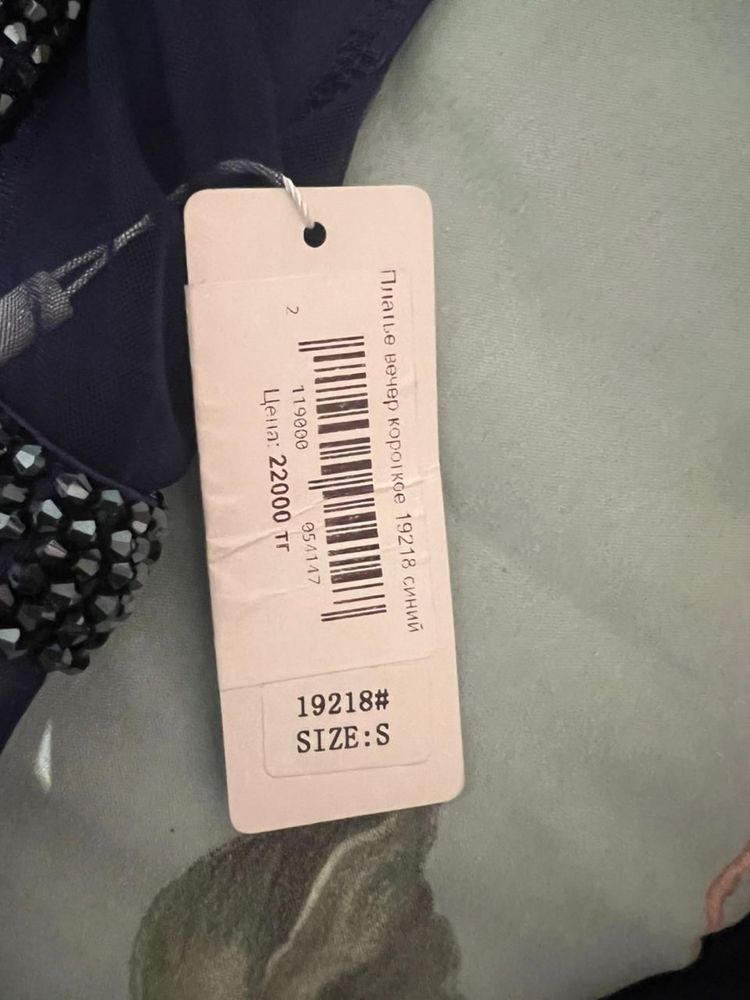 Платье вечер короткое 19218 синий
2
119000 054147
Цена: 22000 тг
19218#
SIZE:S